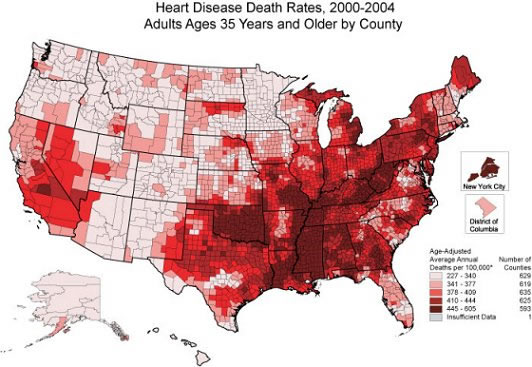 Heart Disease Death Rates, 2000-2004
Adults Ages 35 Years and Older by County
New York City
District of
Columbia
Age-Adjusted
Average Annual
Deaths per 100,000*
Number of
Counties
227 - 340 629
341 - 377 619
378 - 409 635
410 - 444 625
445 - 605 593
Insufficient Data 1